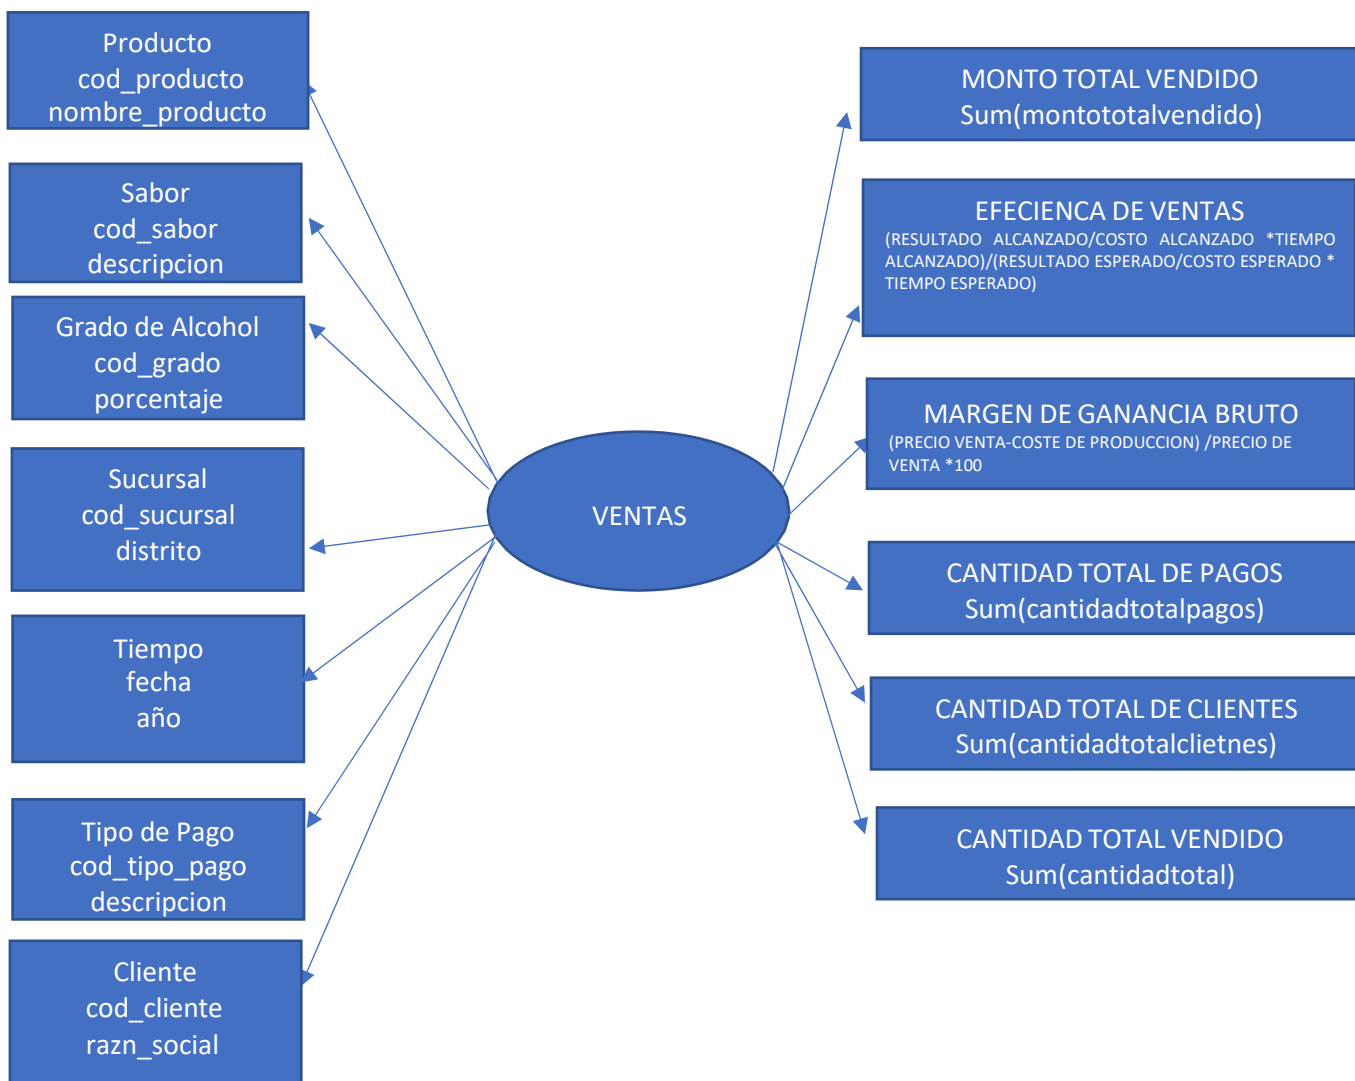 Producto
cod_producto
nombre_producto
Sabor
cod_sabor
descripcion
Grado de Alcohol
cod_grado
porcentaje
Sucursal
cod_sucursal
distrito
Tiempo
fecha
año
Tipo de Pago
cod_tipo_pago
descripcion
Cliente
cod_cliente
razn_social
VENTAS
MONTO TOTAL VENDIDO
Sum(montototalvendido)
EFECIENCA DE VENTAS
(RESULTADO ALCANZADO/COSTO ALCANZADO *TIEMPO
ALCANZADO)/(RESULTADO ESPERADO/COSTO ESPERADO *
TIEMPO ESPERADO)
MARGEN DE GANANCIA BRUTO
(PRECIO VENTA-COSTE DE PRODUCCION) /PRECIO DE
VENTA *100
CANTIDAD TOTAL DE PAGOS
Sum(cantidadtotalpagos)
CANTIDAD TOTAL DE CLIENTES
Sum(cantidadtotalclietnes)
CANTIDAD TOTAL VENDIDO
Sum(cantidadtotal)